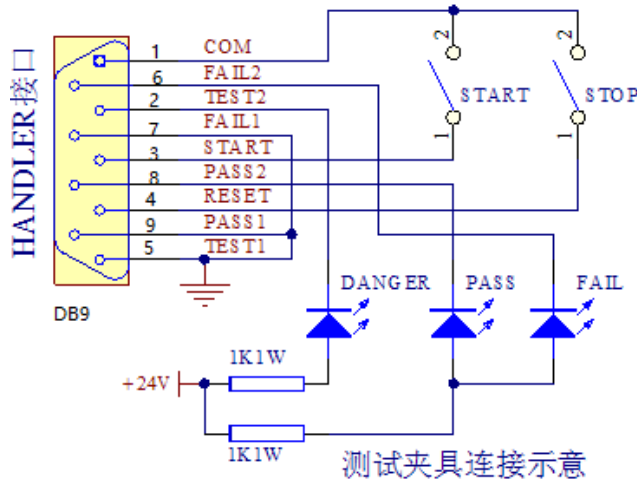 HANDLER接口
1 COM
6 FAIL2
2 TEST2
7 FAIL1
3 START
8 PASS2
4 RESET
9 PASS1
5 TEST1
DB9
2
START
1
2
STOP
1
DANGER
PASS
FAIL
1K1W
+24V
1K1W
测试夹具连接示意